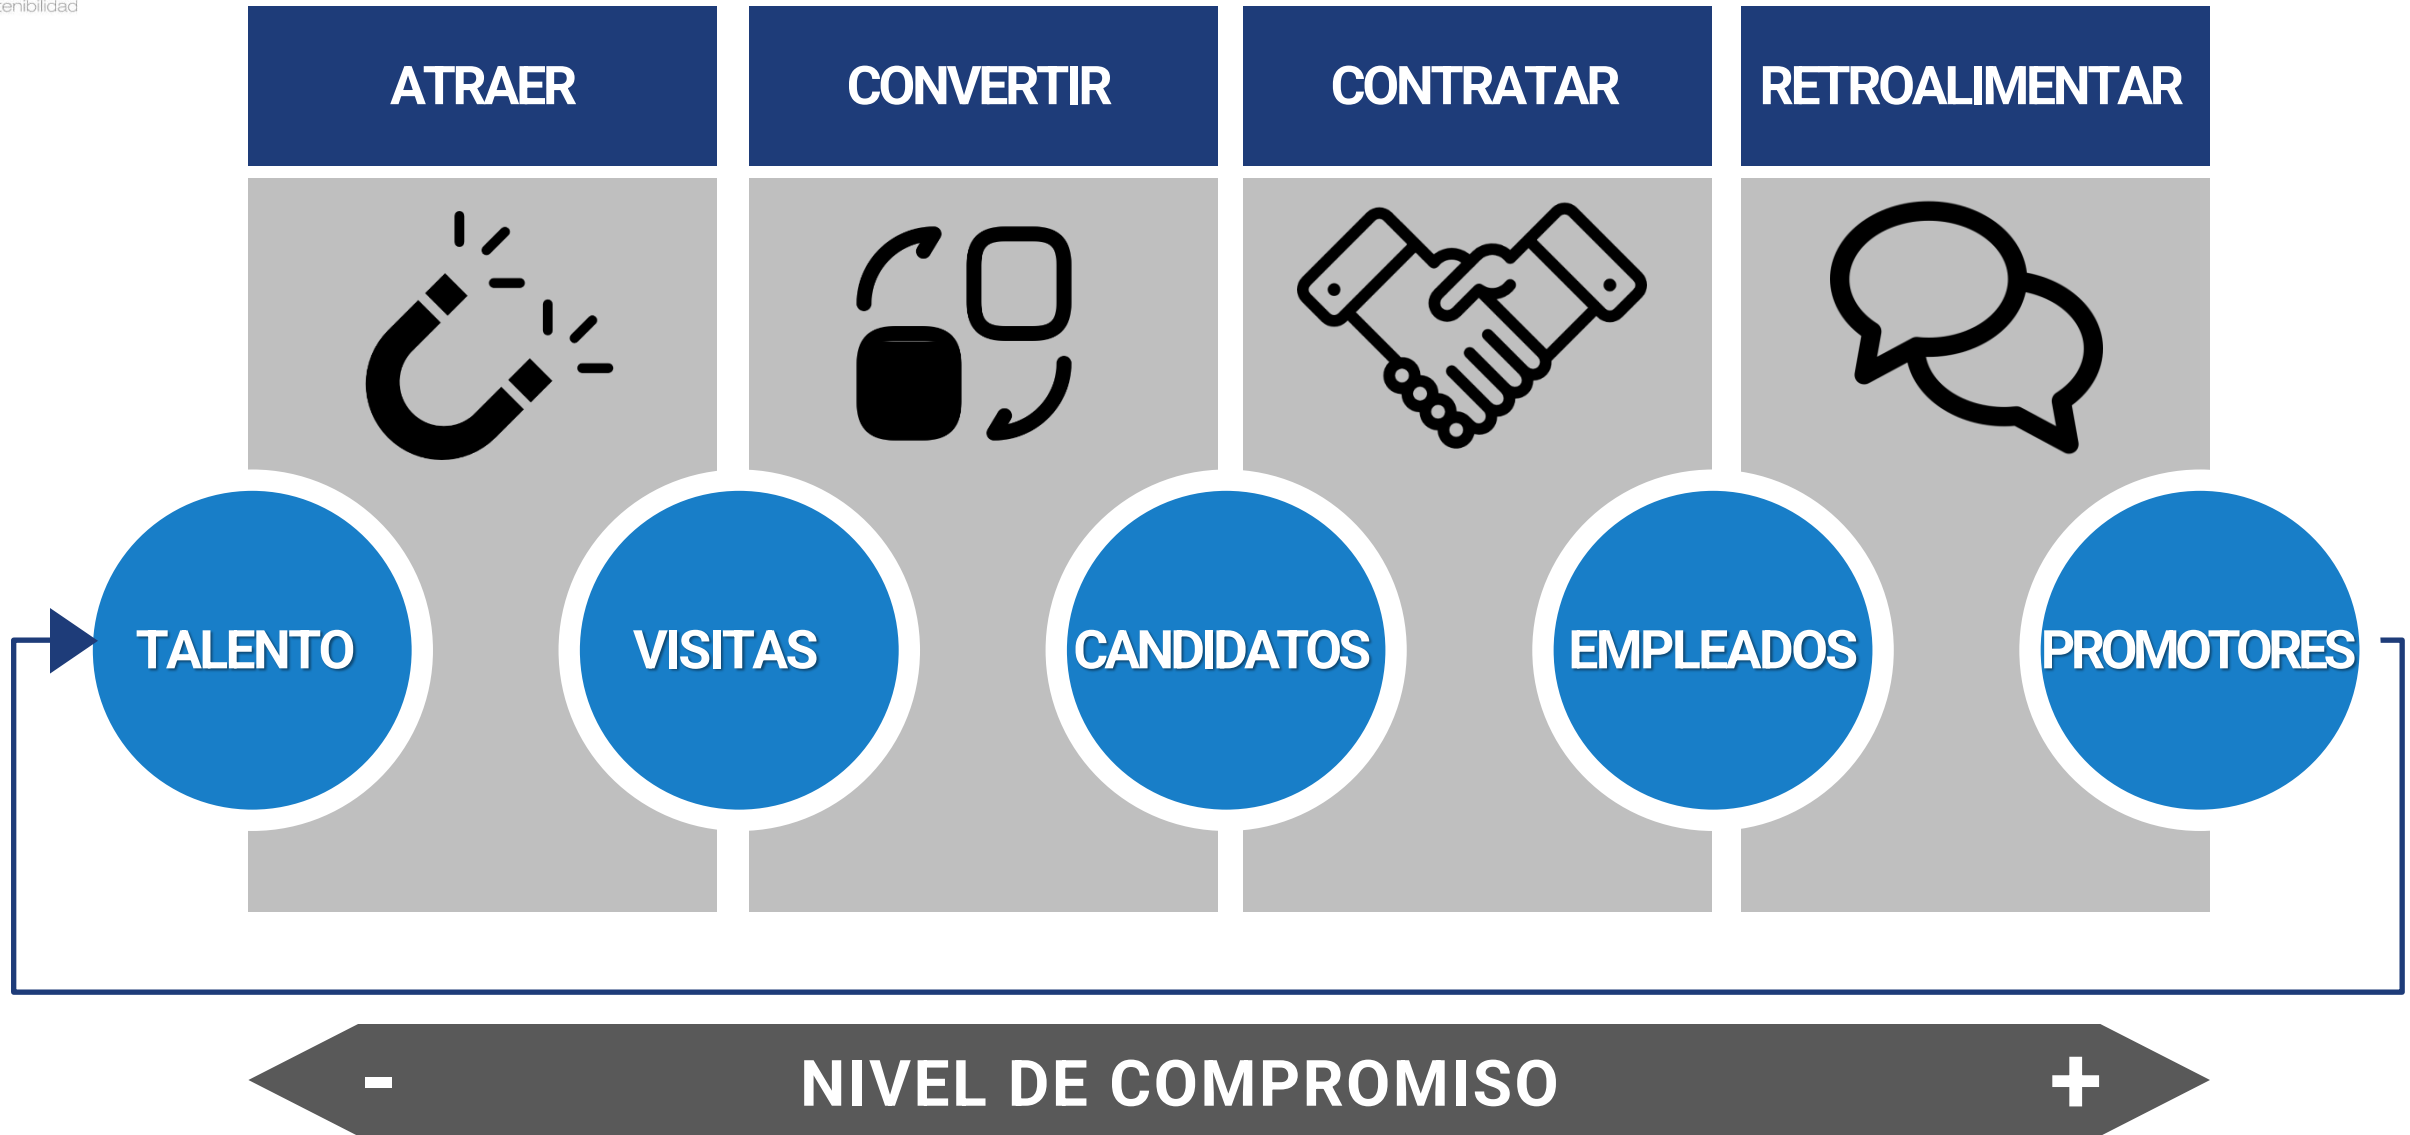 ATRAER
CONVERTIR
CONTRATAR
RETROALIMENTAR
TALENTO
VISITAS
CANDIDATOS
EMPLEADOS
PROMOTORES
- NIVEL DE COMPROMISO +